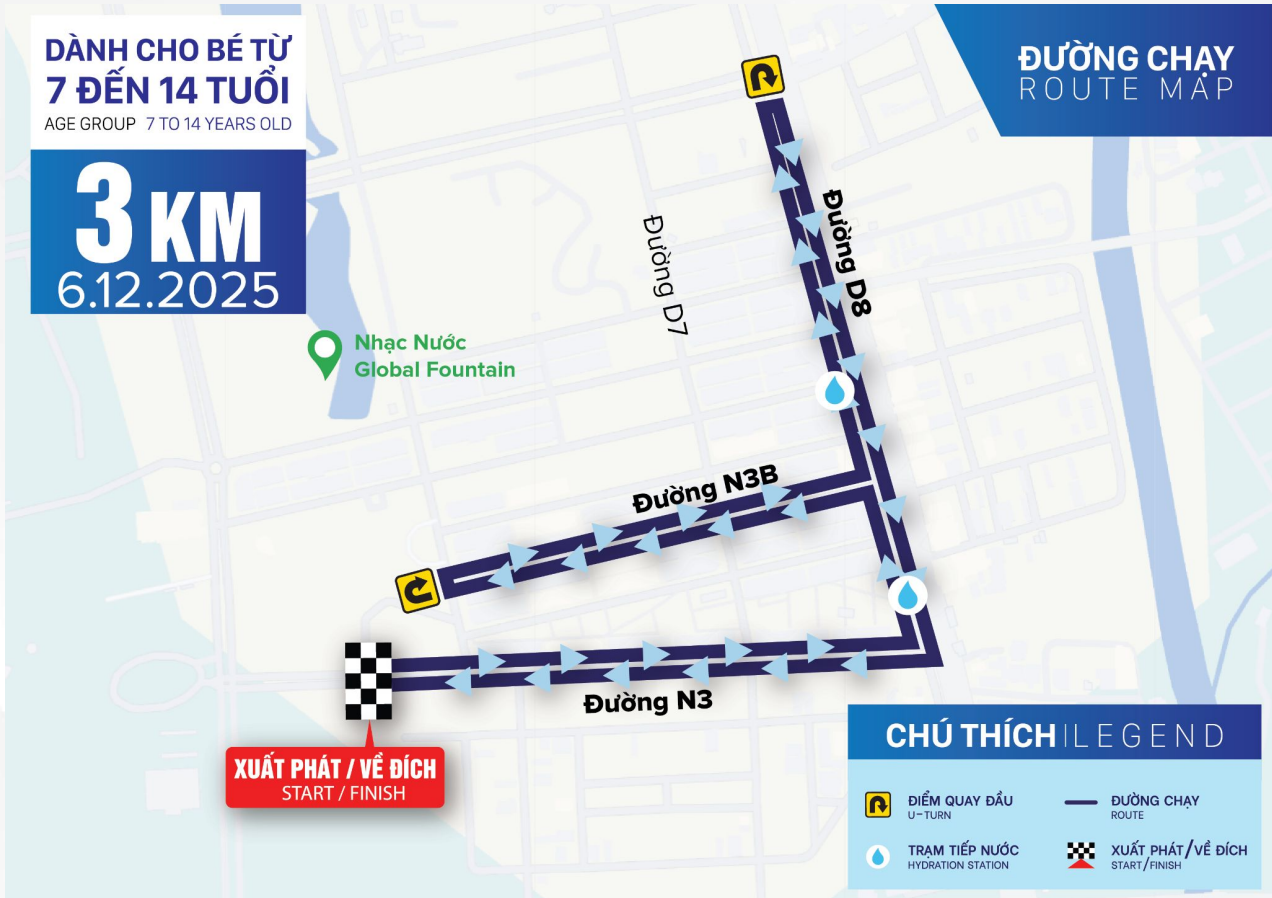 DÀNH CHO BÉ TỪ
7 ĐẾN 14 TUỔI
AGE GROUP 7 TO 14 YEARS OLD
3 KM
6.12.2025
ĐƯỜNG CHẠY
ROUTE MAP
Đường D7
Đường D8
Nhạc Nước
Global Fountain
Đường N3B
Đường N3
XUẤT PHÁT / VỀ ĐÍCH
START / FINISH
CHÚ THÍCH | LEGEND
ĐIỂM QUAY ĐẦU
U-TURN
ĐƯỜNG CHẠY
ROUTE
TRẠM TIẾP NƯỚC
HYDRATION STATION
XUẤT PHÁT/VỀ ĐÍCH
START/FINISH